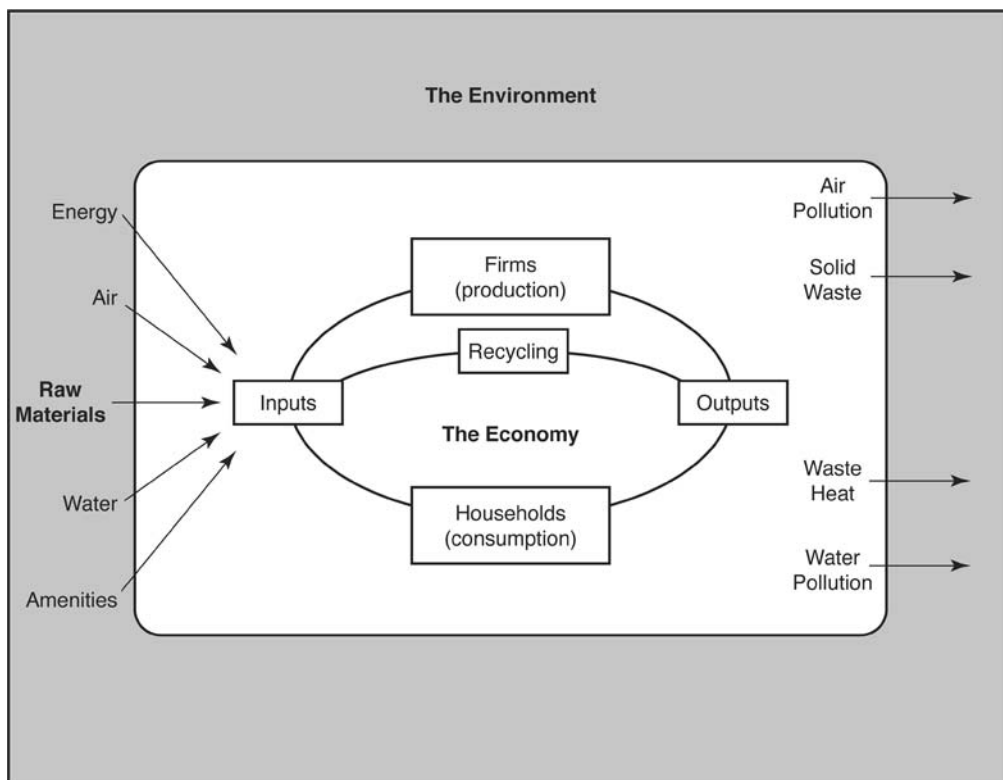 The Environment
Energy
Air
Raw
Materials
Water
Amenities
Inputs
Firms
(production)
Recycling
The Economy
Households
(consumption)
Outputs
Air
Pollution
Solid
Waste
Waste
Heat
Water
Pollution